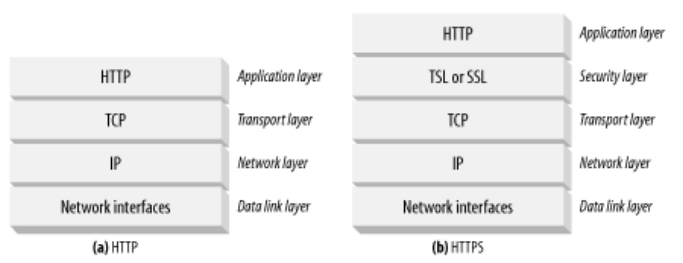 HTTP Application layer
TCP Transport layer
IP Network layer
Network interfaces Data link layer
(a) HTTP
HTTP Application layer
TSL or SSL Security layer
TCP Transport layer
IP Network layer
Network interfaces Data link layer
(b) HTTPS